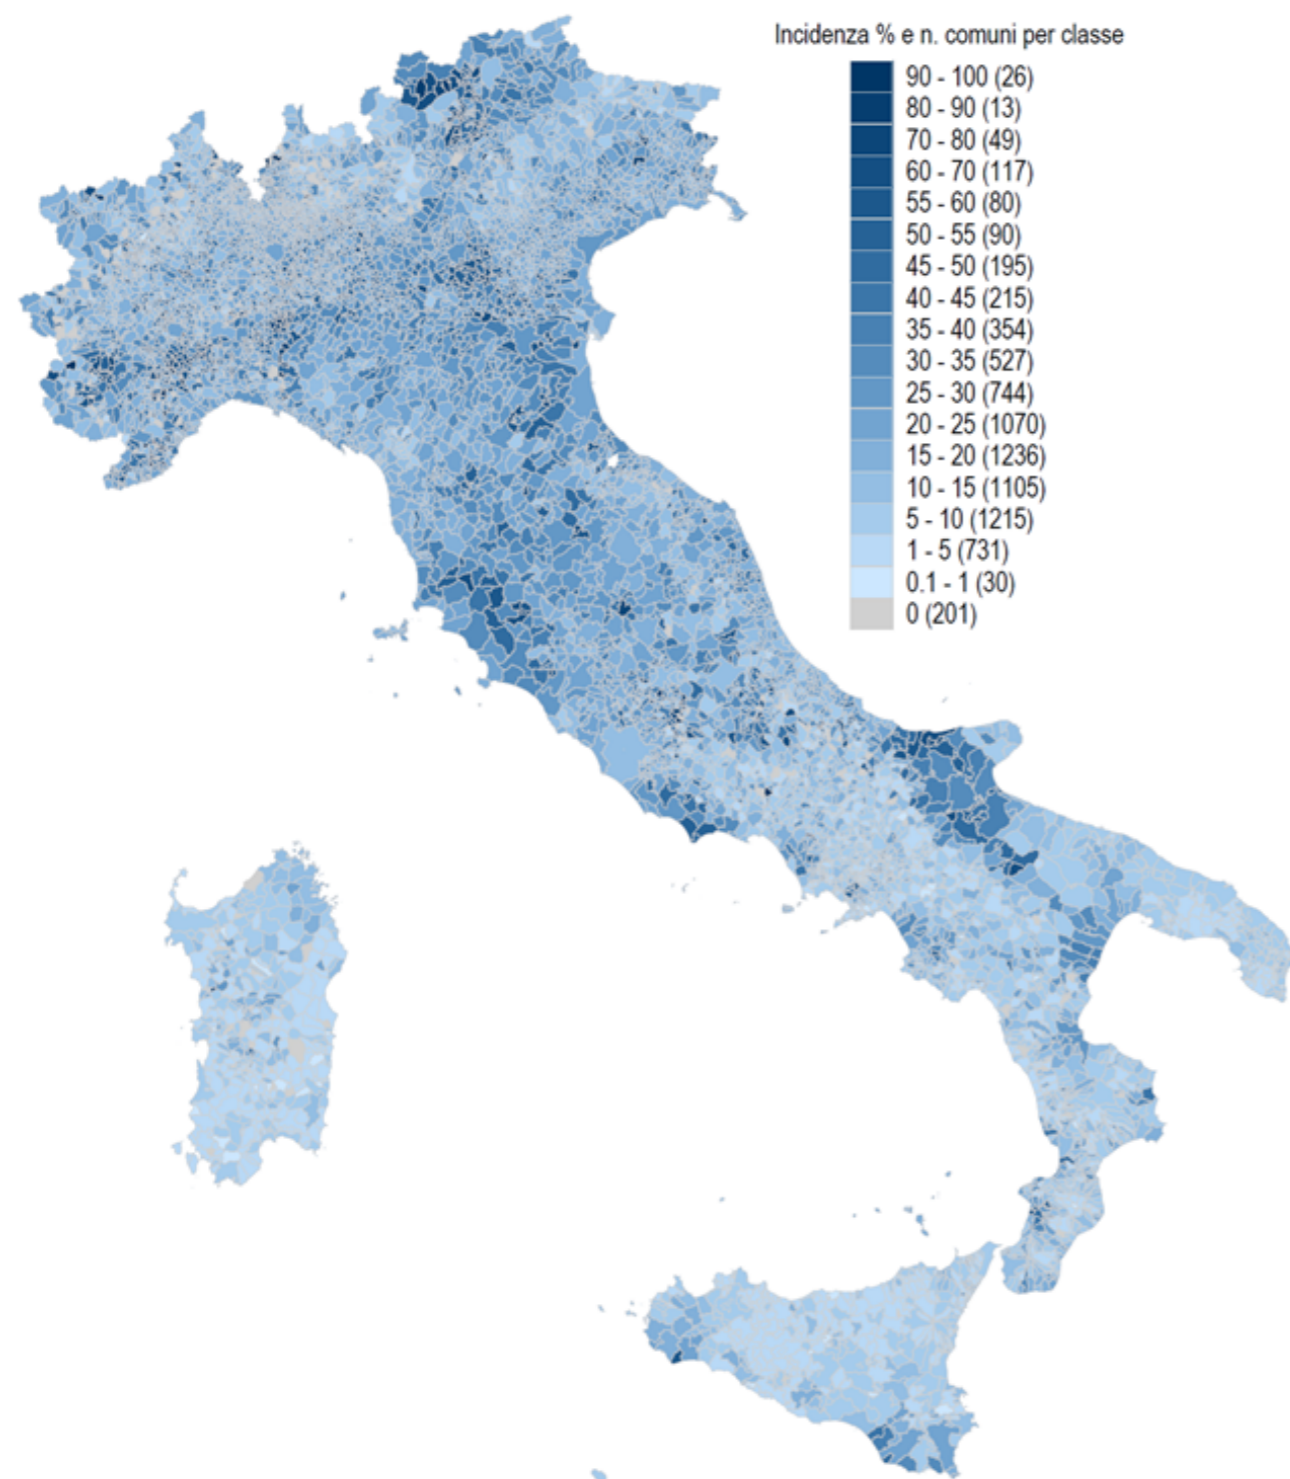 Incidenza % e n. comuni per classe
90 - 100 (26)
80 - 90 (13)
70 - 80 (49)
60 - 70 (117)
55 - 60 (80)
50 - 55 (90)
45 - 50 (195)
40 - 45 (215)
35 - 40 (354)
30 - 35 (527)
25 - 30 (744)
20 - 25 (1070)
15 - 20 (1236)
10 - 15 (1105)
5 - 10 (1215)
1 - 5 (731)
0.1 - 1 (30)
0 (201)